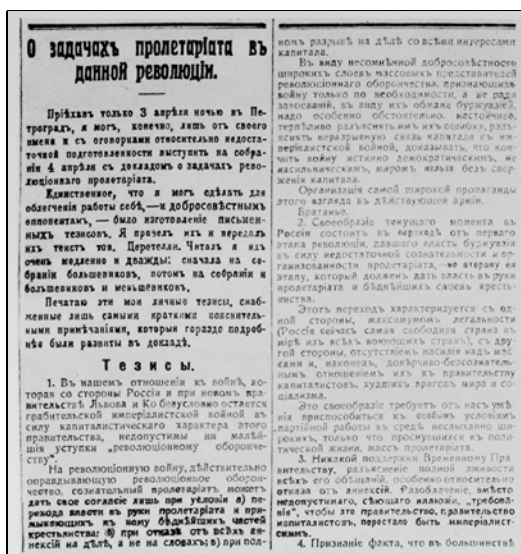 О задачахъ пролетаріата въ
данной революціи.
Пріѣхавъ только 3 апрѣля ночью въ Пе-
троградъ, я могъ, конечно, лишь отъ своего
имени и съ оговорками относительно недоста-
точной подготовленности выступить на собра-
ніи 4 апрѣля съ докладомъ о задачахъ рево-
люціоннаго пролетаріата.
Единственное, что я могъ сдѣлать для
облегченія работы себѣ, — и добросовѣстнымъ
оппонентамъ, — было изготовленіе письмен-
ныхъ тезисовъ. Я прочелъ ихъ и передалъ
ихъ текстъ тов. Церетелли. Читалъ я ихъ
очень медленно и дважды: сначала на со-
браніи большевиковъ, потомъ на собраніи и
большевиковъ и меньшевиковъ.
Печатаю эти мои личные тезисы, снаб-
женные лишь самыми краткими пояснитель-
ными примѣчаніями, которыя гораздо подроб-
нѣе были развиты въ докладѣ.
Тезисы.
1. Въ нашемъ отношеніи къ войнѣ, ко-
торая со стороны Россіи и при новомъ пра-
вительствѣ Львова и Ко безусловно остается
грабительской имперіалистской войной въ
силу капиталистическаго характера этого
правительства, недопустимы ни малѣй-
шія уступки „революціонному оборонче-
ству".
На революціонную войну, дѣйствительно
оправдывающую революціонное оборон-
чество, сознательный пролетаріатъ можетъ
дать свое согласіе лишь при условіи: а) пе-
рехода власти въ руки пролетаріата и при-
мыкающихъ къ нему бѣднѣйшихъ частей
крестьянства; б) при отказѣ отъ всѣхъ ан-
нексій на дѣлѣ, а не на словахъ; в) при пол-
номъ разрывѣ на дѣлѣ со всѣми интересами
капитала.
Въ виду несомнѣнной добросовѣстности
широкихъ слоевъ массовыхъ представителей
революціоннаго оборончества, признающихъ
войну только по необходимости, а не ради
завоеваній, въ виду ихъ обмана буржуазіей,
надо особенно обстоятельно, настойчиво,
терпѣливо разъяснять имъ ихъ ошибку, разъ-
яснять неразрывную связь капитала съ им-
періалистской войной, доказывать, что кон-
чить войну истинно демократическимъ, не
насильническимъ, миромъ нельзя безъ свер-
женія капитала.
Организація самой широкой пропаганды
этого взгляда въ дѣйствующей арміи.
Братанье.
2. Своеобразіе текущаго момента въ
Россіи состоитъ въ переходѣ отъ перваго
этапа революціи, давшаго власть буржуазіи
въ силу недостаточной сознательности и ор-
ганизованности пролетаріата, — ко второму ея
этапу, который долженъ дать власть въ руки
пролетаріата и бѣднѣйшихъ слоевъ кресть-
янства.
Этотъ переходъ характеризуется, съ од-
ной стороны, максимумомъ легальности
(Россія сейчасъ самая свободная страна въ
мірѣ изъ всѣхъ воюющихъ странъ), съ дру-
гой стороны, отсутствіемъ насилія надъ мас-
сами и, наконецъ, довѣрчиво-безсознатель-
нымъ отношеніемъ ихъ къ правительству
капиталистовъ, худшихъ враговъ мира и со-
ціализма.
Это своеобразіе требуетъ отъ насъ умѣ-
нія приспособиться къ особымъ условіямъ
партійной работы въ средѣ неслыханно ши-
рокихъ, только что проснувшихся къ поли-
тической жизни, массъ пролетаріата.
3. Никакой поддержки Временному Пра-
вительству, разъясненіе полной лживости
всѣхъ его обѣщаній, особенно относительно
отказа отъ аннексій. Разоблаченіе, вмѣсто
недопустимаго, сѣющаго иллюзіи, „требова-
нія", чтобы это правительство, правительство
капиталистовъ, перестало быть имперіалист-
скимъ.
4. Признаніе факта, что въ большинствѣ